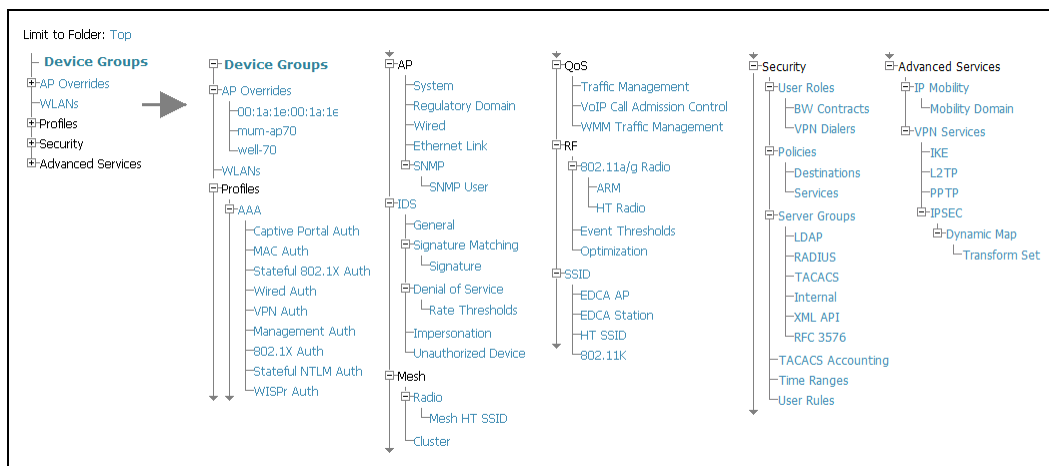 Limit to Folder: Top
Device Groups
AP Overrides
WLANs
Profiles
Security
Advanced Services
Device Groups
AP Overrides
00:1a:1e:00:1a:1e
mum-ap70
well-70
WLANs
Profiles
AAA
Captive Portal Auth
MAC Auth
Stateful 802.1X Auth
Wired Auth
VPN Auth
Management Auth
802.1X Auth
Stateful NTLM Auth
WISPr Auth
AP
System
Regulatory Domain
Wired
Ethernet Link
SNMP
SNMP User
IDS
General
Signature Matching
Signature
Denial of Service
Rate Thresholds
Impersonation
Unauthorized Device
Mesh
Radio
Mesh HT SSID
Cluster
QoS
Traffic Management
VoIP Call Admission Control
WMM Traffic Management
RF
802.11a/g Radio
ARM
HT Radio
Event Thresholds
Optimization
SSID
EDCA AP
EDCA Station
HT SSID
802.11K
Security
User Roles
BW Contracts
VPN Dialers
Policies
Destinations
Services
Server Groups
LDAP
RADIUS
TACACS
Internal
XML API
RFC 3576
TACACS Accounting
Time Ranges
User Rules
Advanced Services
IP Mobility
Mobility Domain
VPN Services
IKE
L2TP
PPTP
IPSEC
Dynamic Map
Transform Set